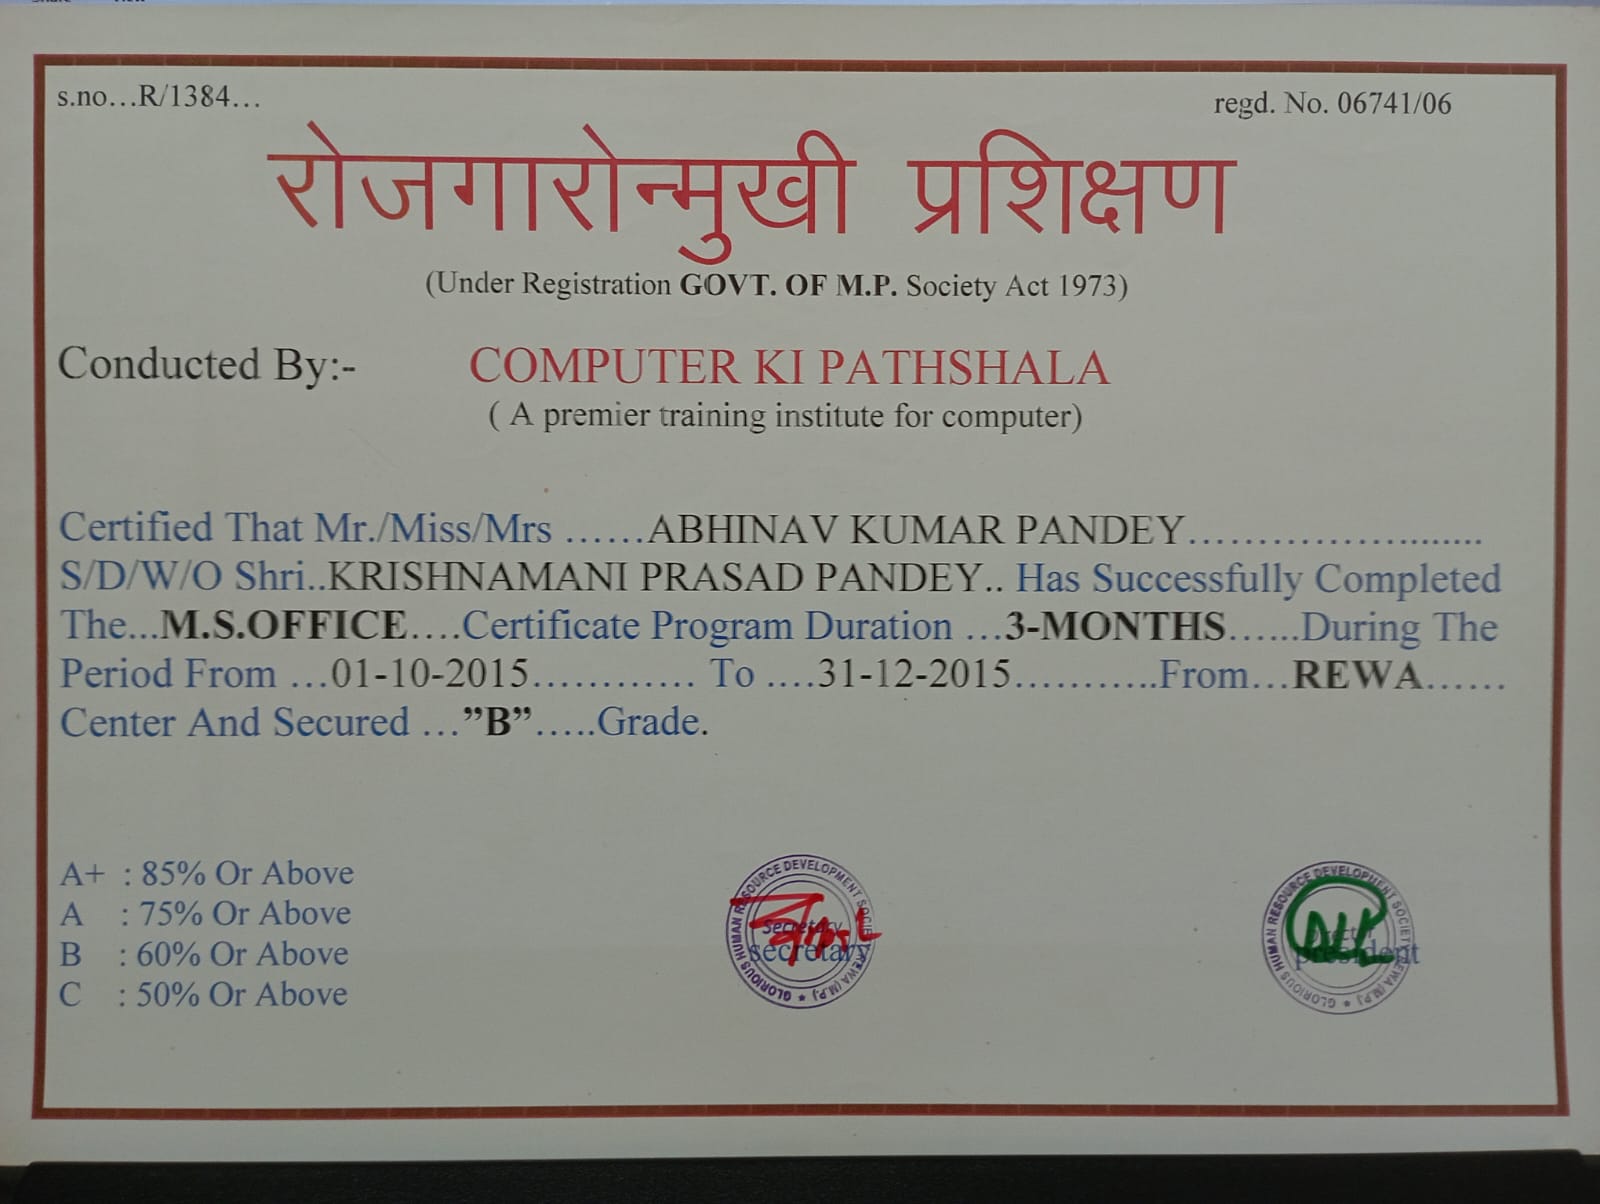 s.no...R/1384...
regd. No. 06741/06
रोजगारोन्मुखी प्रशिक्षण
(Under Registration GOVT. OF M.P. Society Act 1973)
Conducted By:- COMPUTER KI PATHSHALA
( A premier training institute for computer)
Certified That Mr./Miss/Mrs ......ABHINAV KUMAR PANDEY.........................
S/D/W/O Shri..KRISHNAMANI PRASAD PANDEY.. Has Successfully Completed
The...M.S.OFFICE....Certificate Program Duration ...3-MONTHS......During The
Period From ...01-10-2015............ To ....31-12-2015...........From...REWA......
Center And Secured ...”B”.....Grade.
A+ : 85% Or Above
A : 75% Or Above
B : 60% Or Above
C : 50% Or Above
GLORIOUS HUMAN RESOURCE DEVELOPMENT SOCIETY REWA (M.P.)
Secretary
secretary
GLORIOUS HUMAN RESOURCE DEVELOPMENT SOCIETY REWA (M.P.)
president